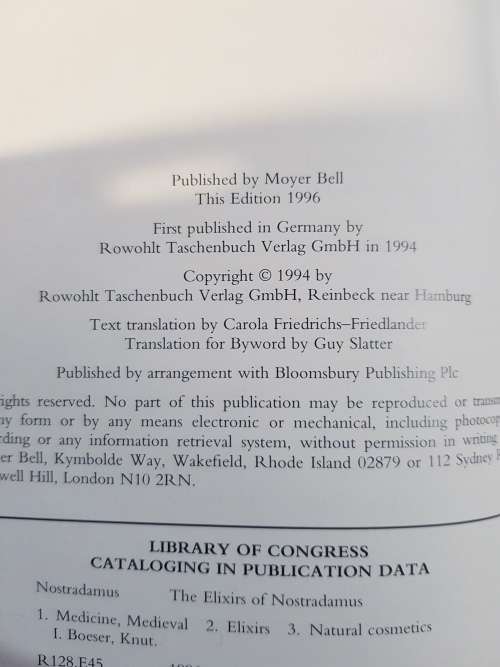 Published by Moyer Bell
This Edition 1996
First published in Germany by
Rowohlt Taschenbuch Verlag GmbH in 1994
Copyright © 1994 by
Rowohlt Taschenbuch Verlag GmbH, Reinbeck near Hamburg
Text translation by Carola Friedrichs–Friedlander
Translation for Byword by Guy Slatter
Published by arrangement with Bloomsbury Publishing Plc
ights reserved. No part of this publication may be reproduced or transm
ny form or by any means electronic or mechanical, including photocop
rding or any information retrieval system, without permission in writing
er Bell, Kymbolde Way, Wakefield, Rhode Island 02879 or 112 Sydney R
well Hill, London N10 2RN.
LIBRARY OF CONGRESS
CATALOGING IN PUBLICATION DATA
Nostradamus The Elixirs of Nostradamus
1. Medicine, Medieval 2. Elixirs 3. Natural cosmetics
I. Boeser, Knut.
R128.E45